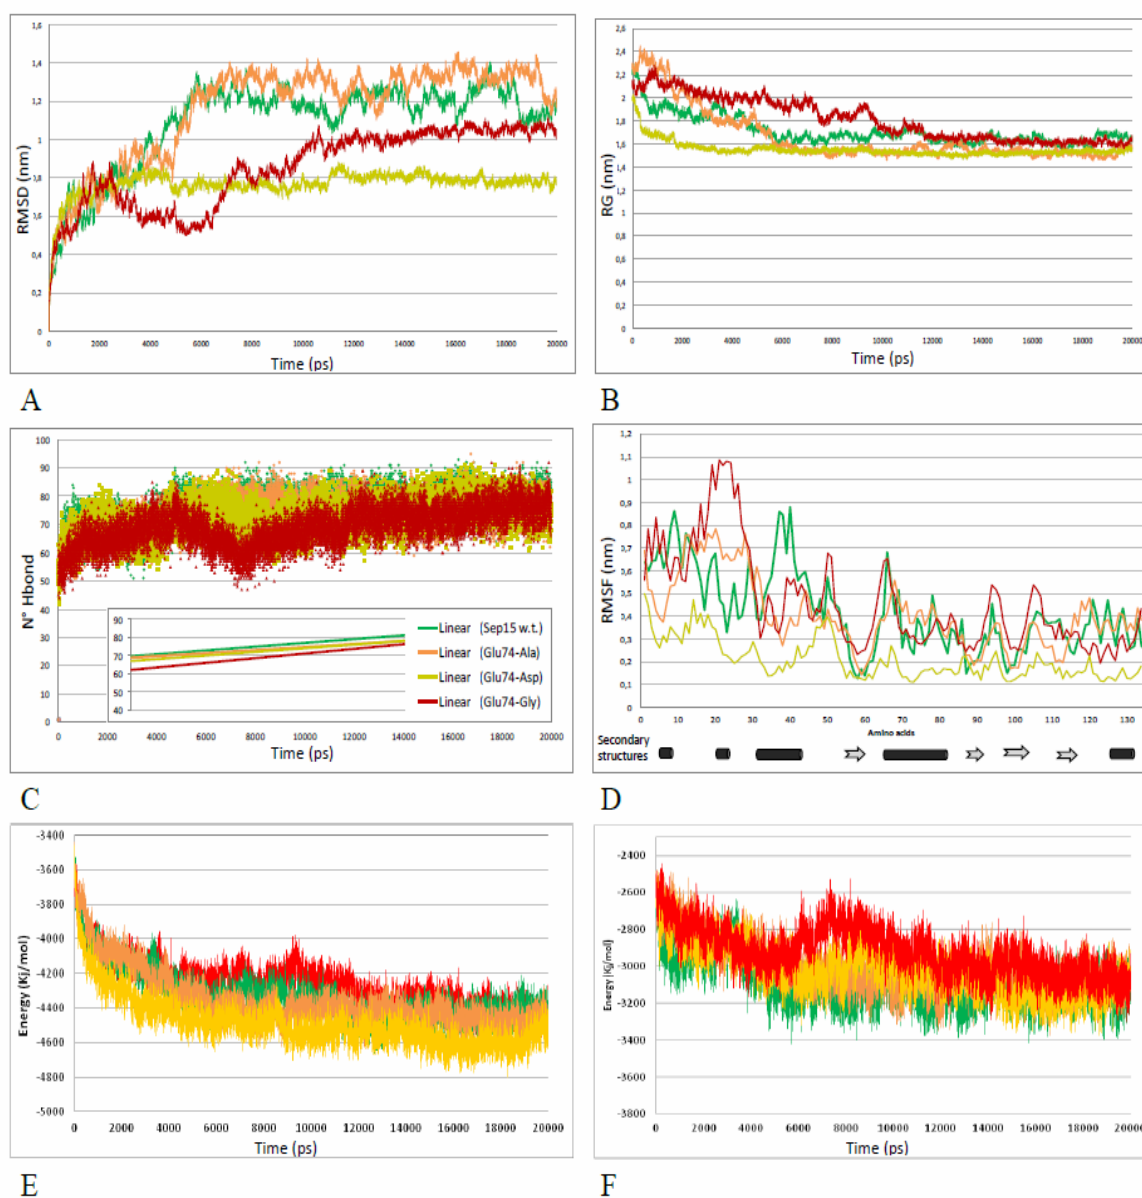 1,6
1,4
1,2
1
0,8
0,6
0,4
0,2
0
RMSD (nm)
0 2000 4000 6000 8000 10000 12000 14000 16000 18000 20000
Time (ps)
A
2,6
2,4
2,2
2
1,8
1,6
1,4
1,2
1
0,8
0,6
0,4
0,2
0
RG (nm)
0 2000 4000 6000 8000 10000 12000 14000 16000 18000 20000
Time (ps)
B
100
90
80
70
60
50
40
30
20
10
0
N° Hbond
90
80
70
60
50
40
Linear (Sep15 w.t.)
Linear (Glu74-Ala)
Linear (Glu74-Asp)
Linear (Glu74-Gly)
0 2000 4000 6000 8000 10000 12000 14000 16000 18000 20000
Time (ps)
C
1,2
1,1
1
0,9
0,8
0,7
0,6
0,5
0,4
0,3
0,2
0,1
0
RMSF (nm)
0 10 20 30 40 50 60 70 80 90 100 110 120 130
Amino acids
Secondary
structures
D
-3400
-3600
-3800
-4000
-4200
-4400
-4600
-4800
-5000
Energy (Kj/mol)
0 2000 4000 6000 8000 10000 12000 14000 16000 18000 20000
Time (ps)
E
-2400
-2600
-2800
-3000
-3200
-3400
-3600
-3800
Energy (Kj/mol)
0 2000 4000 6000 8000 10000 12000 14000 16000 18000 20000
Time (ps)
F